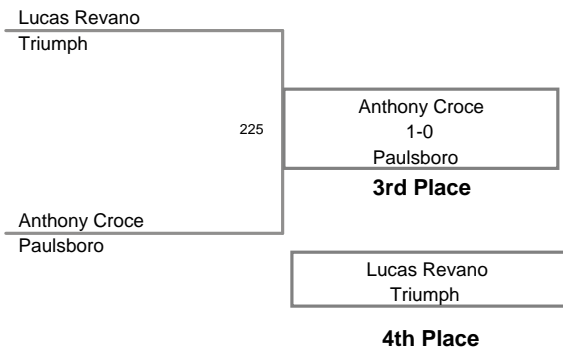 Lucas Revano
Triumph
225
Anthony Croce
1-0
Paulsboro
3rd Place
Anthony Croce
Paulsboro
Lucas Revano
Triumph
4th Place